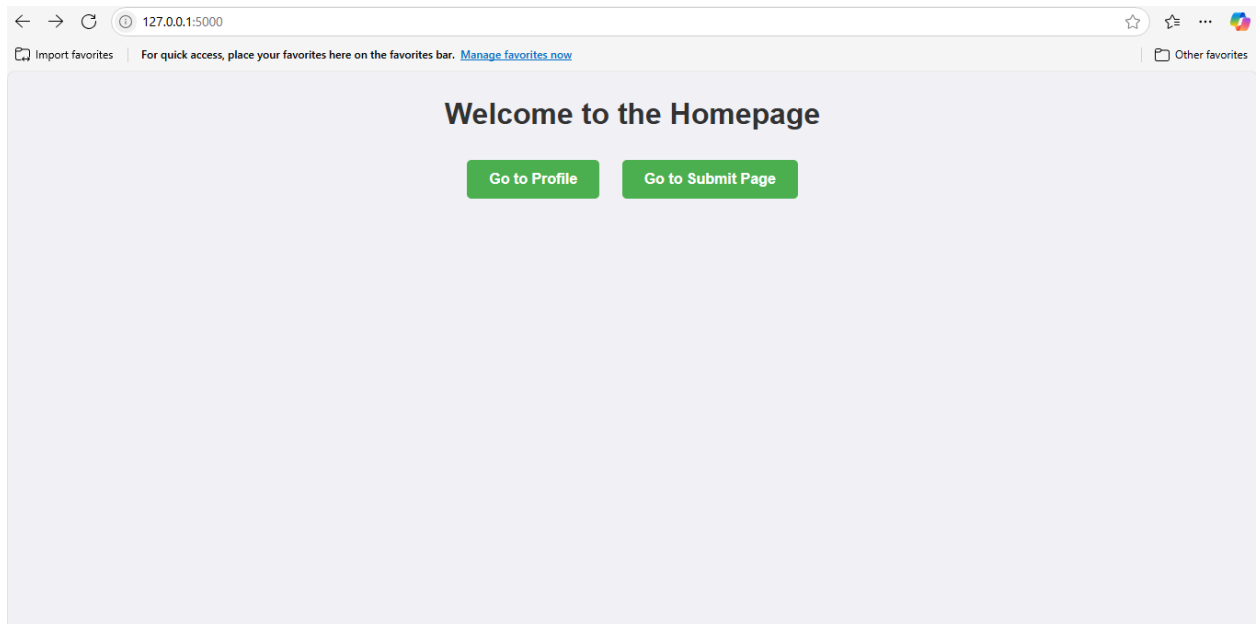 127.0.0.1:5000
Import favorites For quick access, place your favorites here on the favorites bar. Manage favorites now Other favorites
Welcome to the Homepage
Go to Profile Go to Submit Page